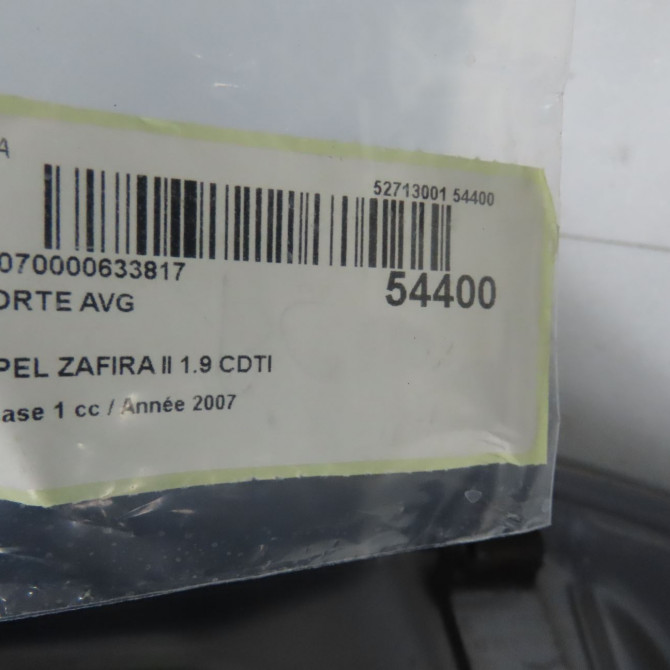 A
52713001 54400
070000633817
54400
ORTE AVG
PEL ZAFIRA II 1.9 CDTI
ase 1 cc / Année 2007